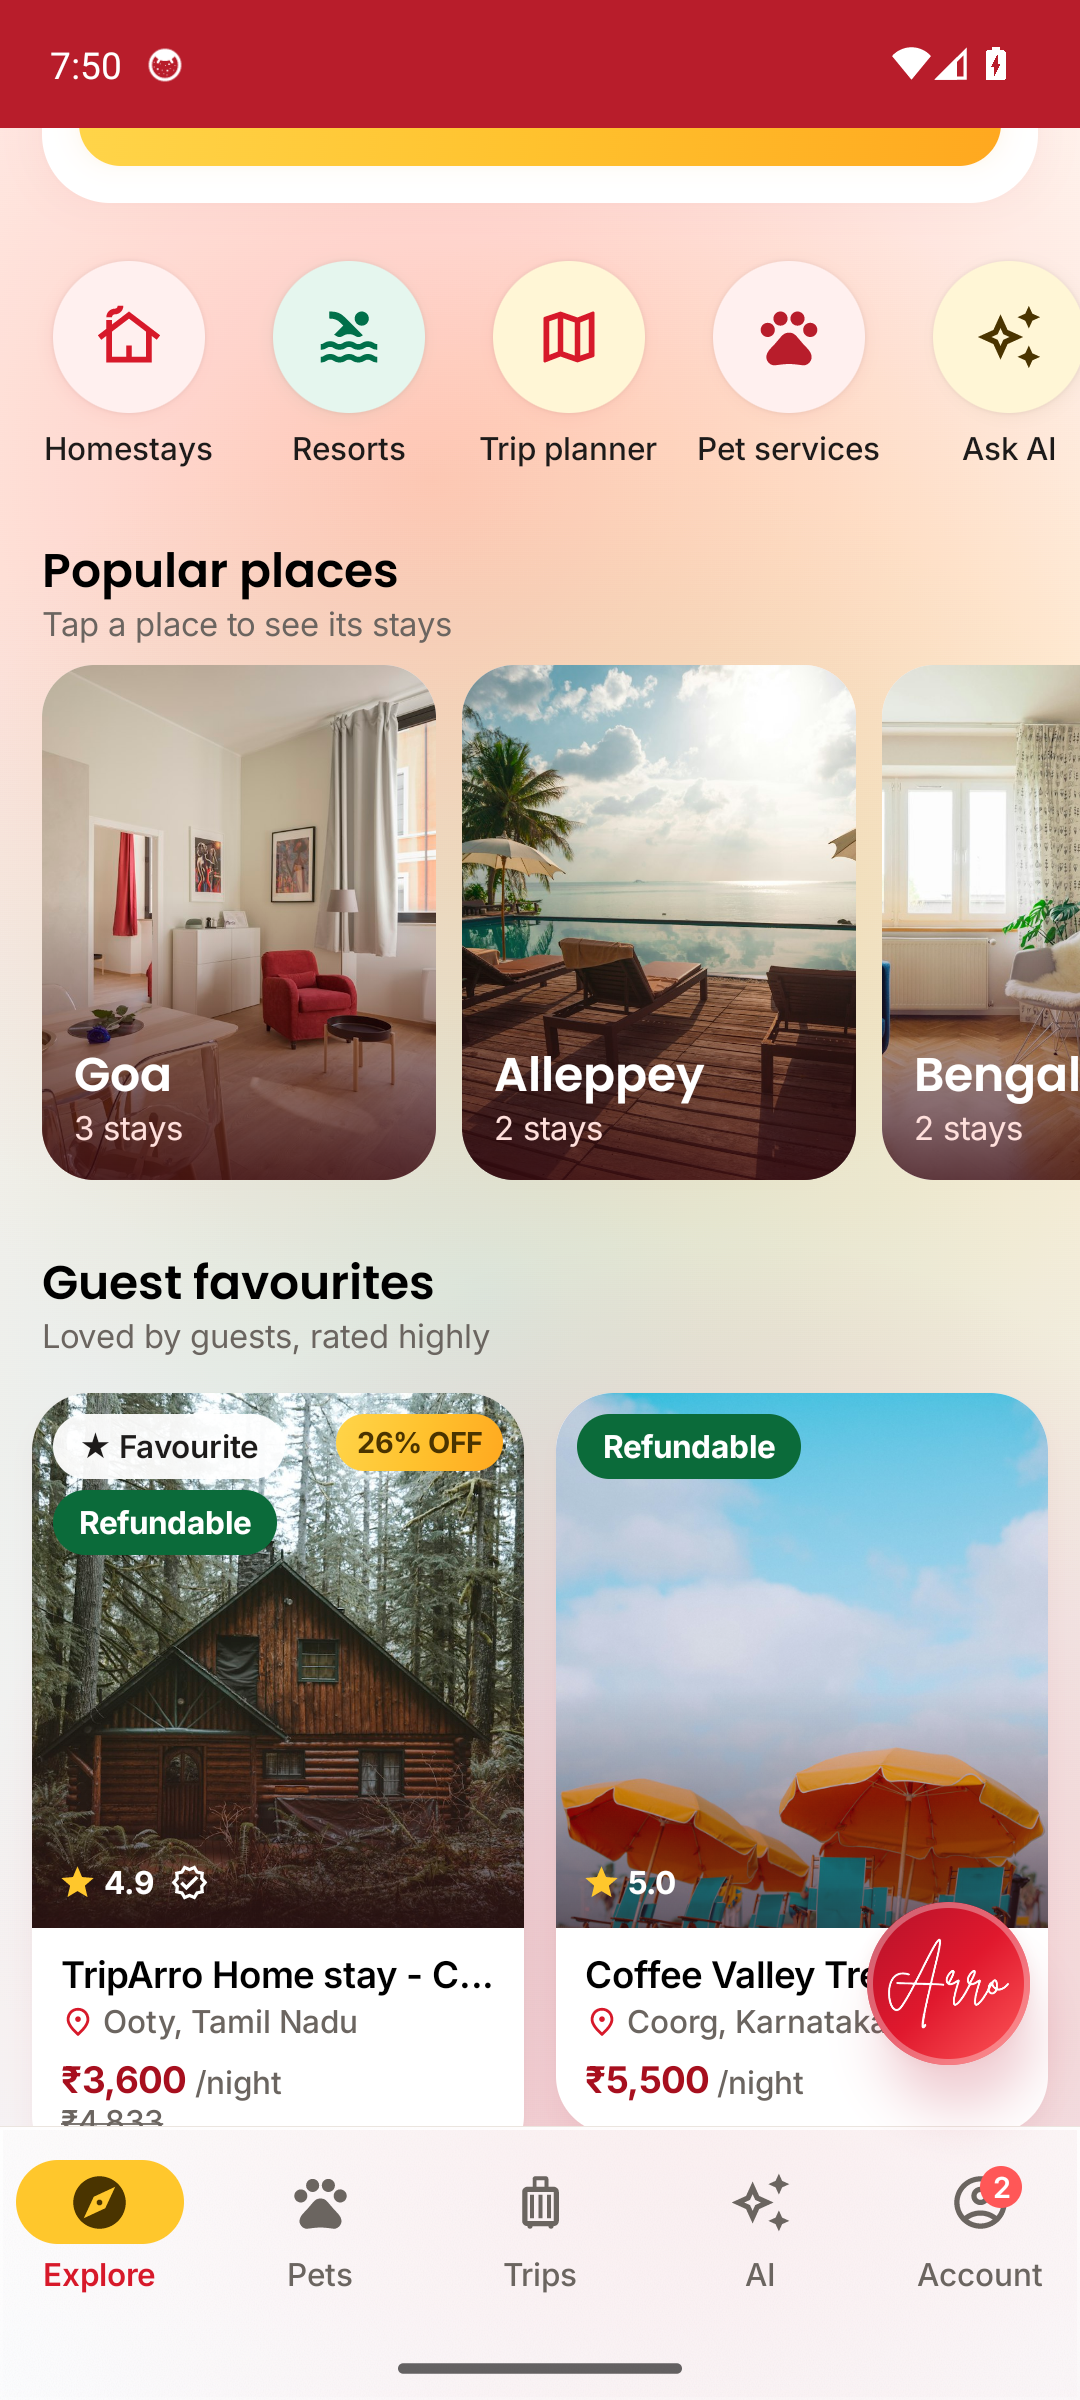 7:50
Homestays
Resorts
Trip planner
Pet services
Ask AI
Popular places
Tap a place to see its stays
Goa
3 stays
Alleppey
2 stays
Bengal
2 stays
Guest favourites
Loved by guests, rated highly
★ Favourite
26% OFF
Refundable
Refundable
4.9
5.0
TripArro Home stay - C...
Ooty, Tamil Nadu
₹3,600 /night
₹4,833
Coffee Valley Tre
Coorg, Karnataka
₹5,500 /night
Arro
Explore
Pets
Trips
AI
2
Account